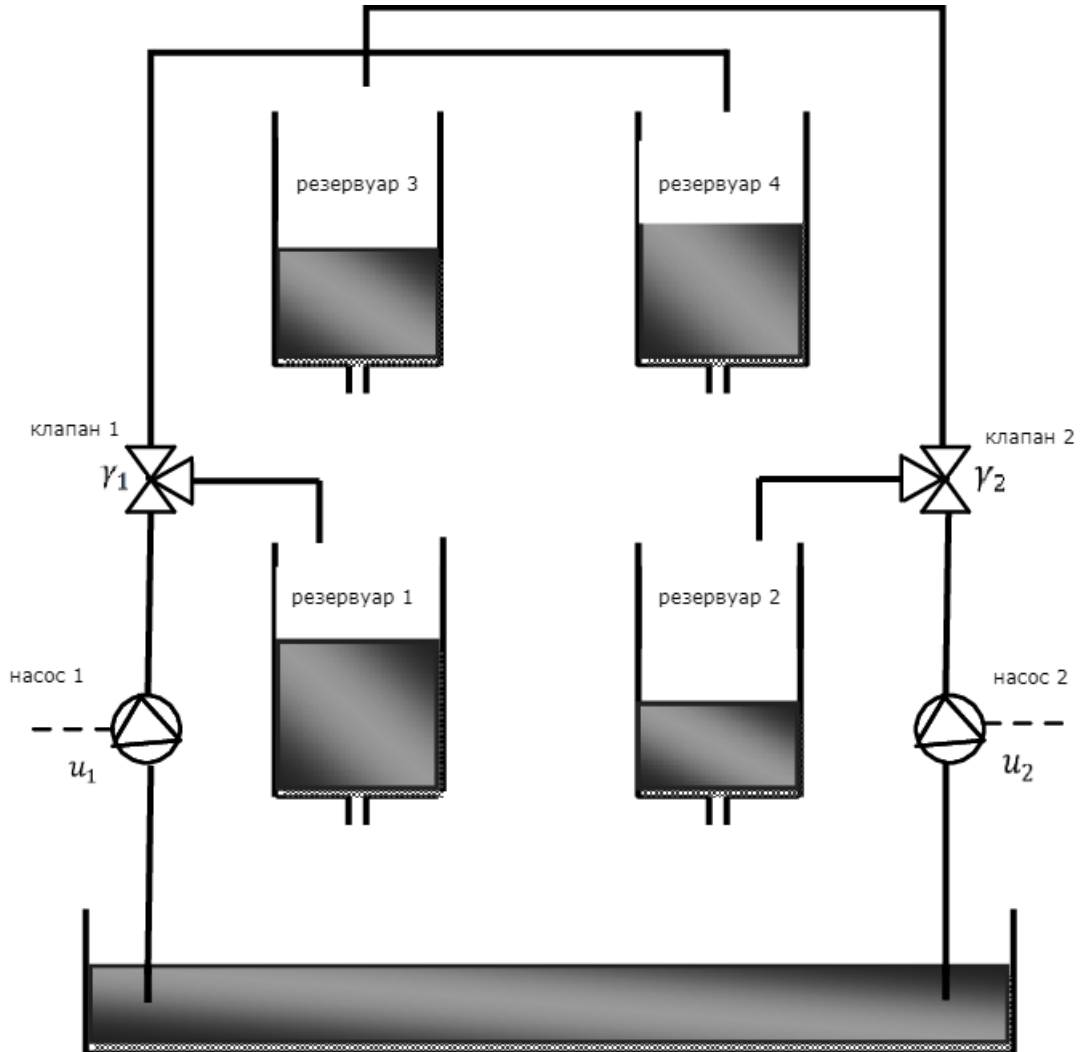 резервуар 3
резервуар 4
клапан 1
клапан 2
γ₁
γ₂
резервуар 1
резервуар 2
насос 1
насос 2
u₁
u₂